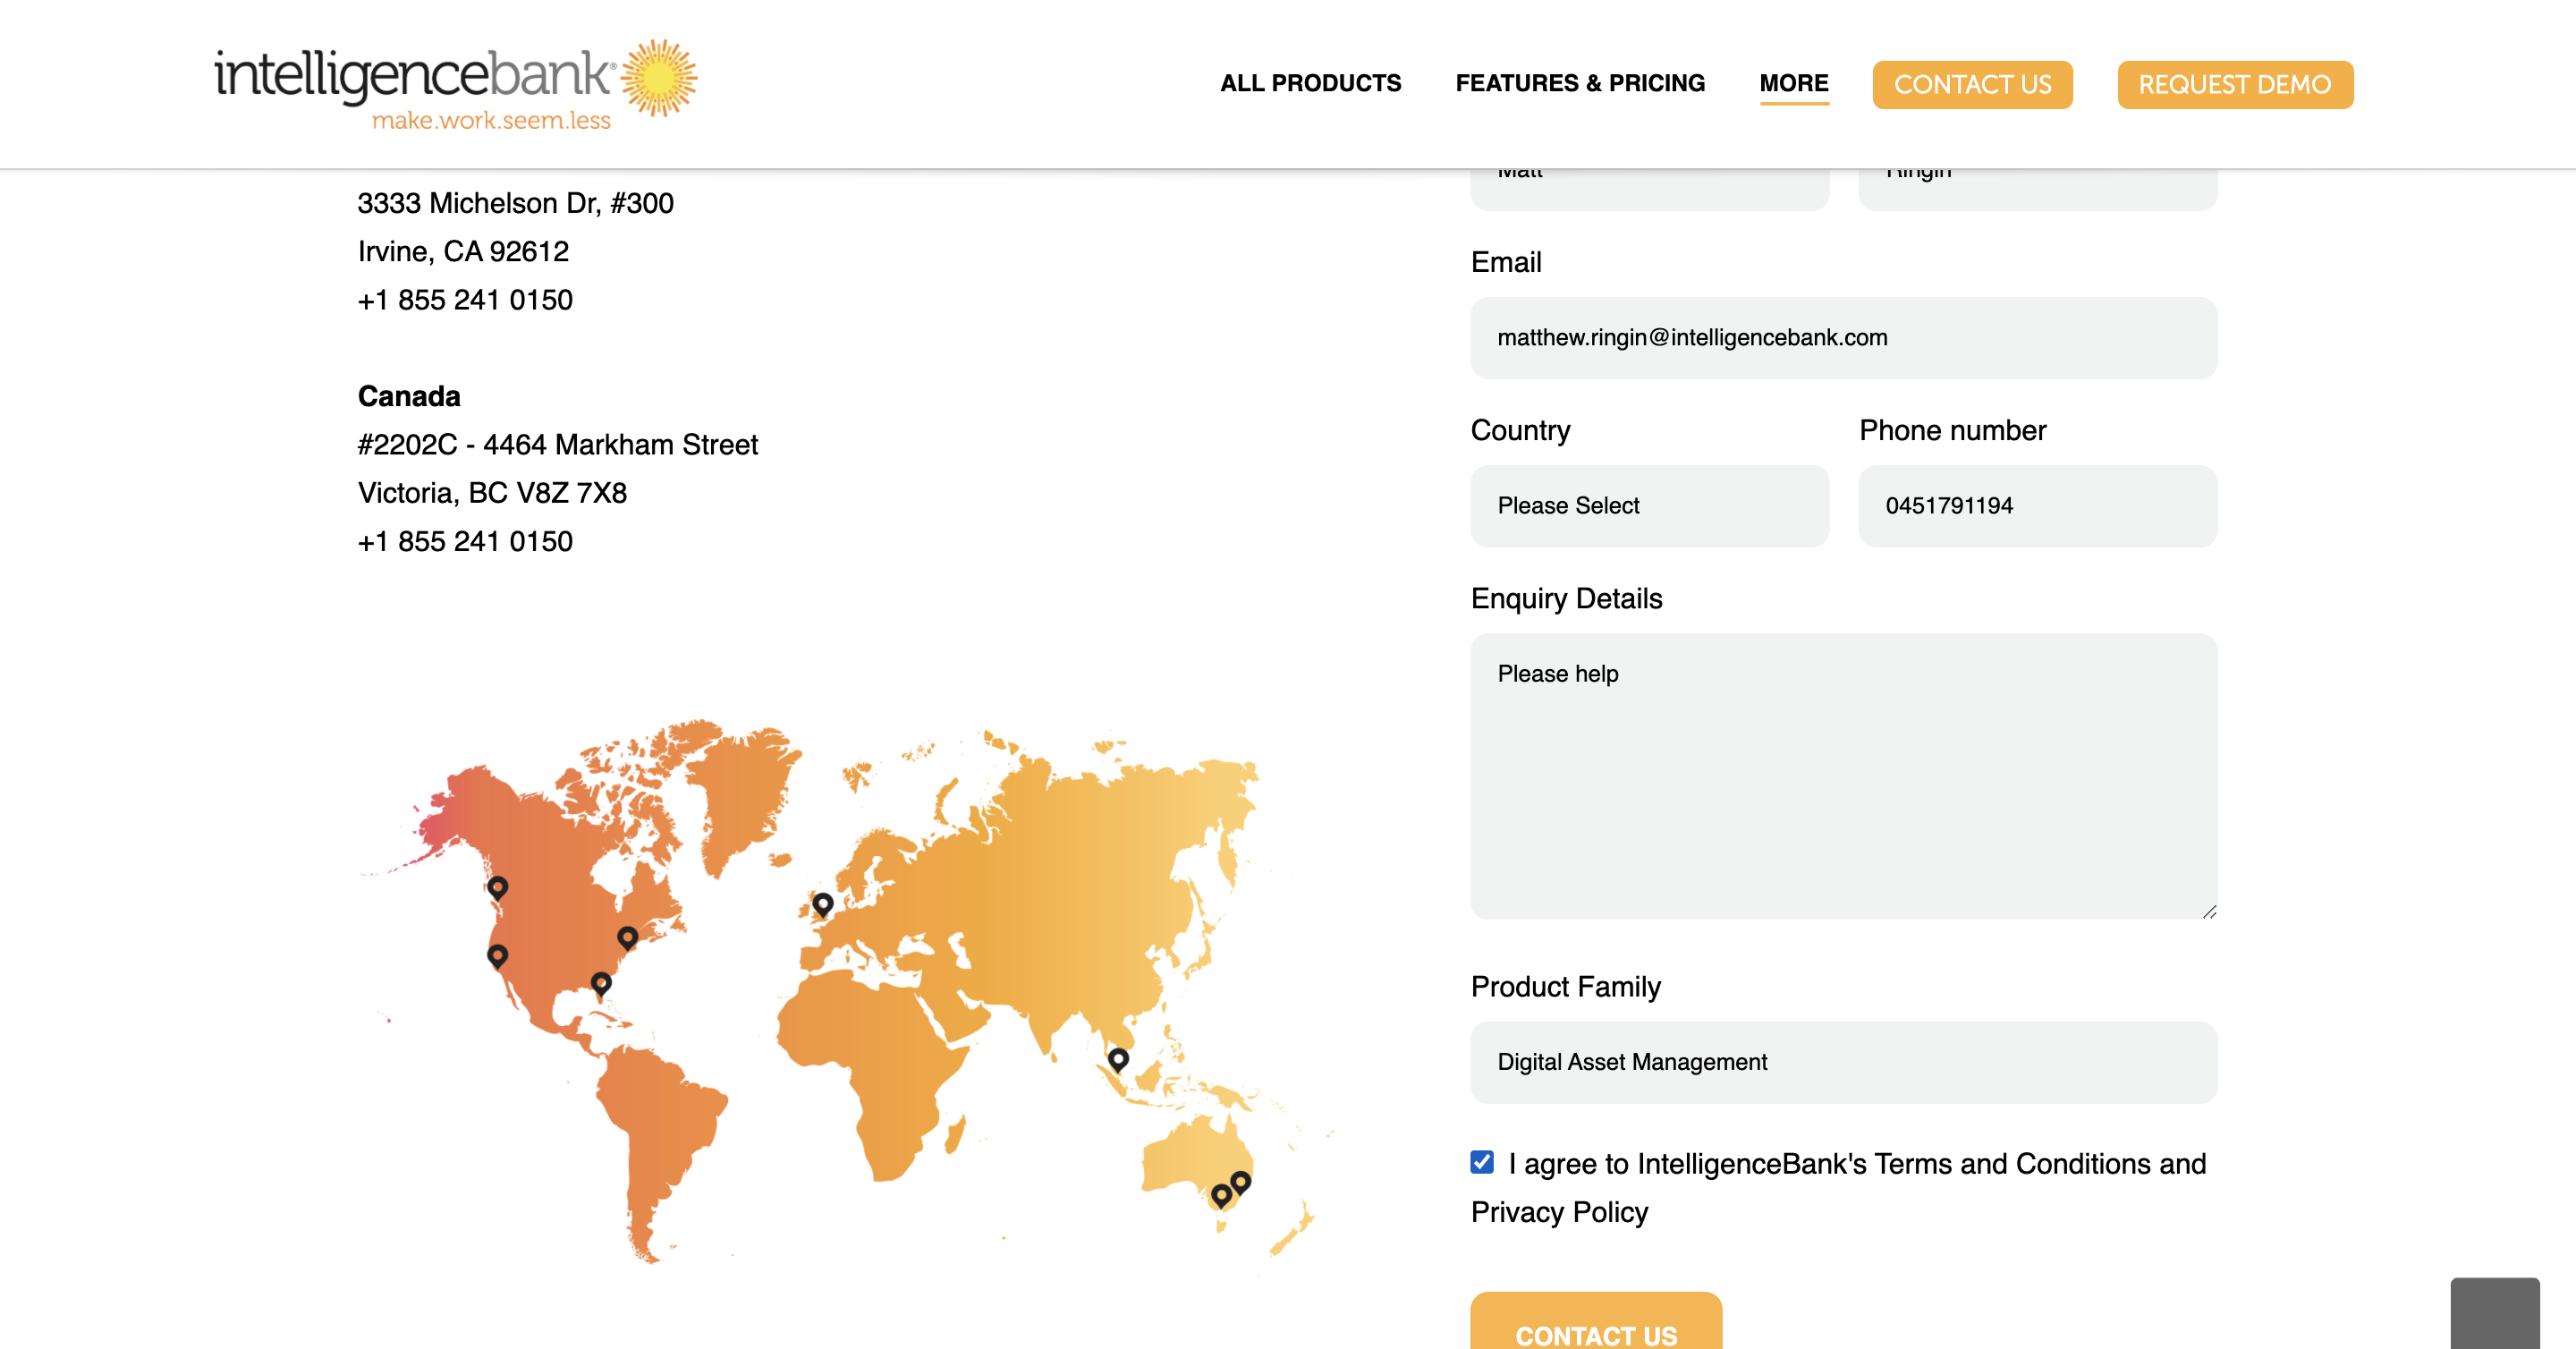 intelligencebank®
make.work.seem.less
ALL PRODUCTS
FEATURES & PRICING
MORE
CONTACT US
REQUEST DEMO
3333 Michelson Dr, #300
Irvine, CA 92612
+1 855 241 0150
Canada
#2202C - 4464 Markham Street
Victoria, BC V8Z 7X8
+1 855 241 0150
Matt
Ringin
Email
matthew.ringin@intelligencebank.com
Country
Phone number
Please Select
0451791194
Enquiry Details
Please help
Product Family
Digital Asset Management
I agree to IntelligenceBank's Terms and Conditions and
Privacy Policy
CONTACT US